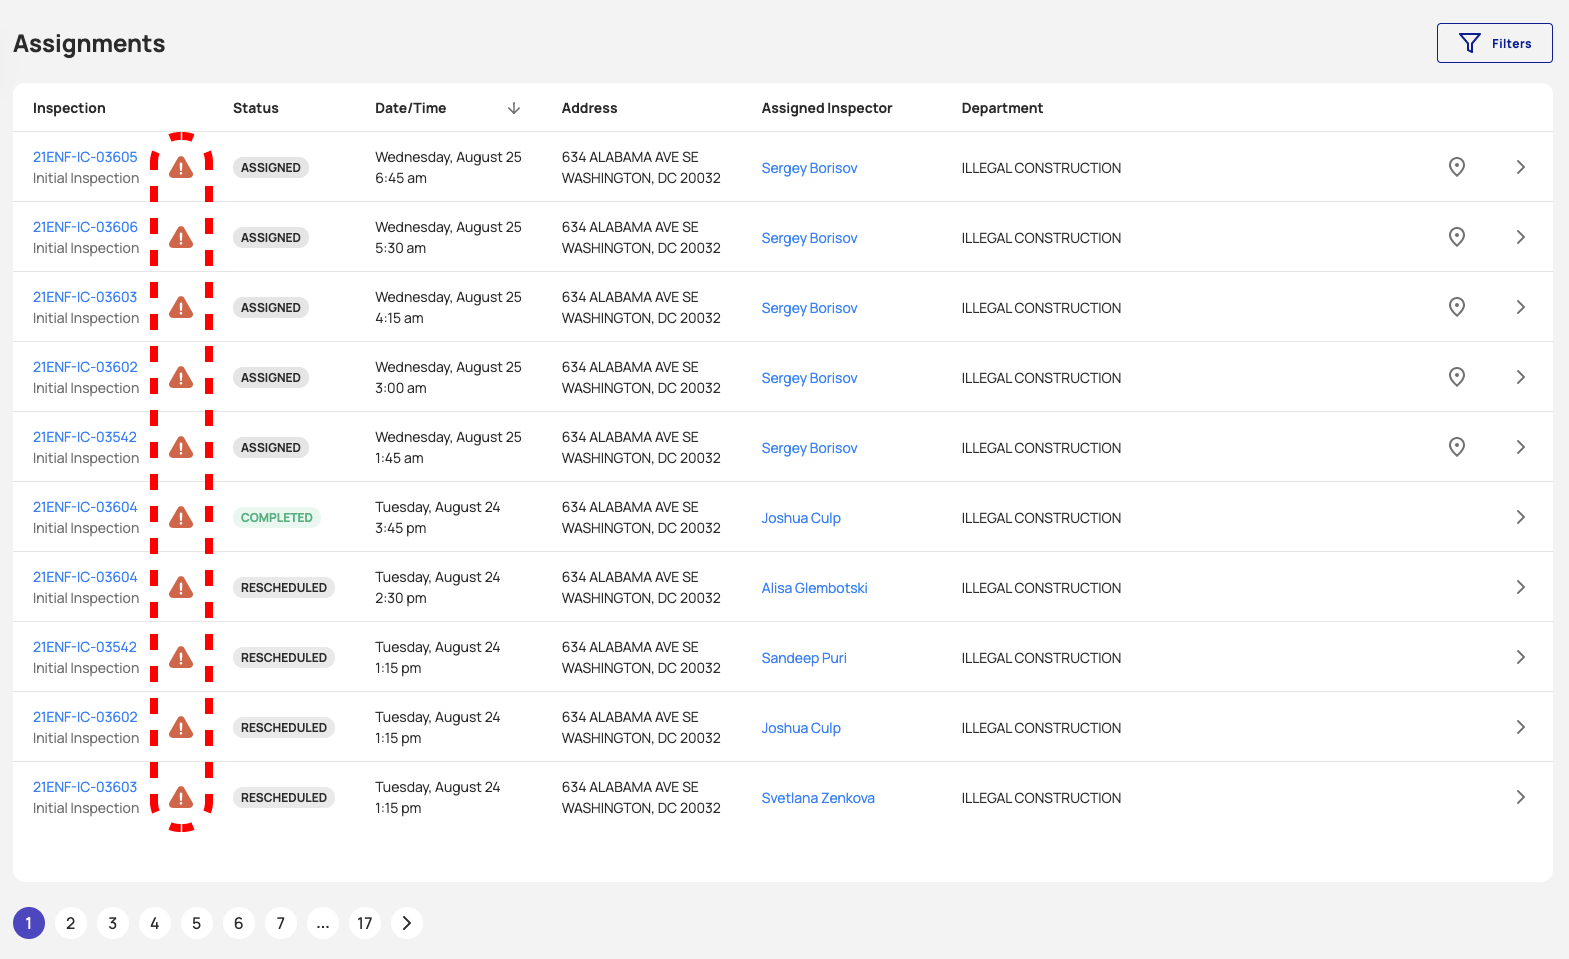 Assignments
Filters
Inspection Status Date/Time Address Assigned Inspector Department
21ENF-IC-03605 Wednesday, August 25 634 ALABAMA AVE SE
ASSIGNED Sergey Borisov ILLEGAL CONSTRUCTION
Initial Inspection 6:45 am WASHINGTON, DC 20032
21ENF-IC-03606 Wednesday, August 25 634 ALABAMA AVE SE
ASSIGNED Sergey Borisov ILLEGAL CONSTRUCTION
Initial Inspection 5:30 am WASHINGTON, DC 20032
21ENF-IC-03603 Wednesday, August 25 634 ALABAMA AVE SE
ASSIGNED Sergey Borisov ILLEGAL CONSTRUCTION
Initial Inspection 4:15 am WASHINGTON, DC 20032
21ENF-IC-03602 Wednesday, August 25 634 ALABAMA AVE SE
ASSIGNED Sergey Borisov ILLEGAL CONSTRUCTION
Initial Inspection 3:00 am WASHINGTON, DC 20032
21ENF-IC-03542 Wednesday, August 25 634 ALABAMA AVE SE
ASSIGNED Sergey Borisov ILLEGAL CONSTRUCTION
Initial Inspection 1:45 am WASHINGTON, DC 20032
21ENF-IC-03604 Tuesday, August 24 634 ALABAMA AVE SE
COMPLETED Joshua Culp ILLEGAL CONSTRUCTION
Initial Inspection 3:45 pm WASHINGTON, DC 20032
21ENF-IC-03604 Tuesday, August 24 634 ALABAMA AVE SE
RESCHEDULED Alisa Glembotski ILLEGAL CONSTRUCTION
Initial Inspection 2:30 pm WASHINGTON, DC 20032
21ENF-IC-03542 Tuesday, August 24 634 ALABAMA AVE SE
RESCHEDULED Sandeep Puri ILLEGAL CONSTRUCTION
Initial Inspection 1:15 pm WASHINGTON, DC 20032
21ENF-IC-03602 Tuesday, August 24 634 ALABAMA AVE SE
RESCHEDULED Joshua Culp ILLEGAL CONSTRUCTION
Initial Inspection 1:15 pm WASHINGTON, DC 20032
21ENF-IC-03603 Tuesday, August 24 634 ALABAMA AVE SE
RESCHEDULED Svetlana Zenkova ILLEGAL CONSTRUCTION
Initial Inspection 1:15 pm WASHINGTON, DC 20032
1 2 3 4 5 6 7 ... 17